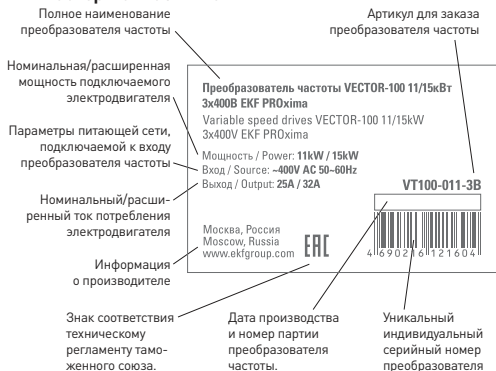 Полное наименование
преобразователя частоты
Артикул для заказа
преобразователя частоты
Номинальная/расширенная
мощность подключаемого
электродвигателя
Параметры питающей сети,
подключаемой к входу
преобразователя частоты
Номинальный/расши-
ренный ток потребления
электродвигателя
Информация
о производителе
Преобразователь частоты VECTOR-100 11/15кВт
3х400В EKF PROxima
Variable speed drives VECTOR-100 11/15kW
3x400V EKF PROxima
Мощность / Power: 11kW / 15kW
Вход / Source: ~400V AC 50~60Hz
Выход / Output: 25A / 32A
VT100-011-3B
Москва, Россия
Moscow, Russia
www.ekfgroup.com
EAC
4 690216 121604
Знак соответствия
техническому
регламенту тамо-
женного союза.
Дата производства
и номер партии
преобразователя
частоты.
Уникальный
индивидуальный
серийный номер
преобразователя